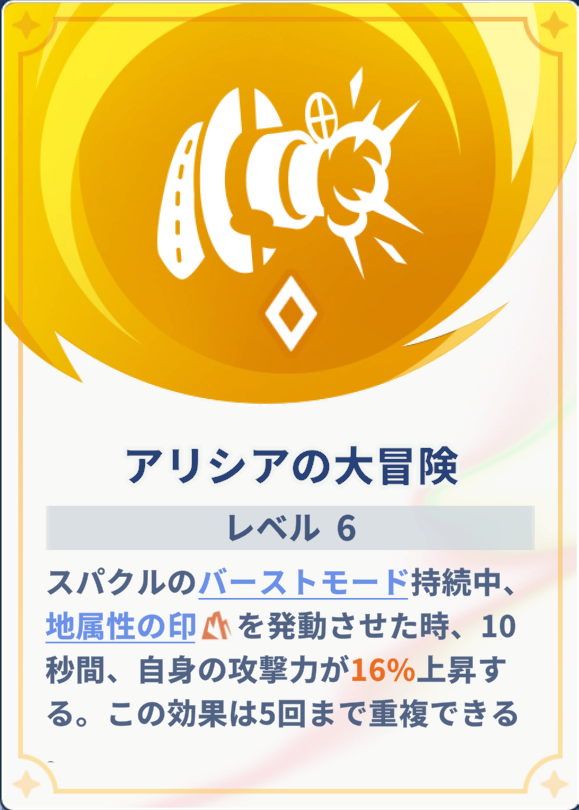 アリシアの大冒険
レベル 6
スパクルのバーストモード持続中、
地属性の印を発動させた時、10
秒間、自身の攻撃力が16%上昇す
る。この効果は5回まで重複できる
。